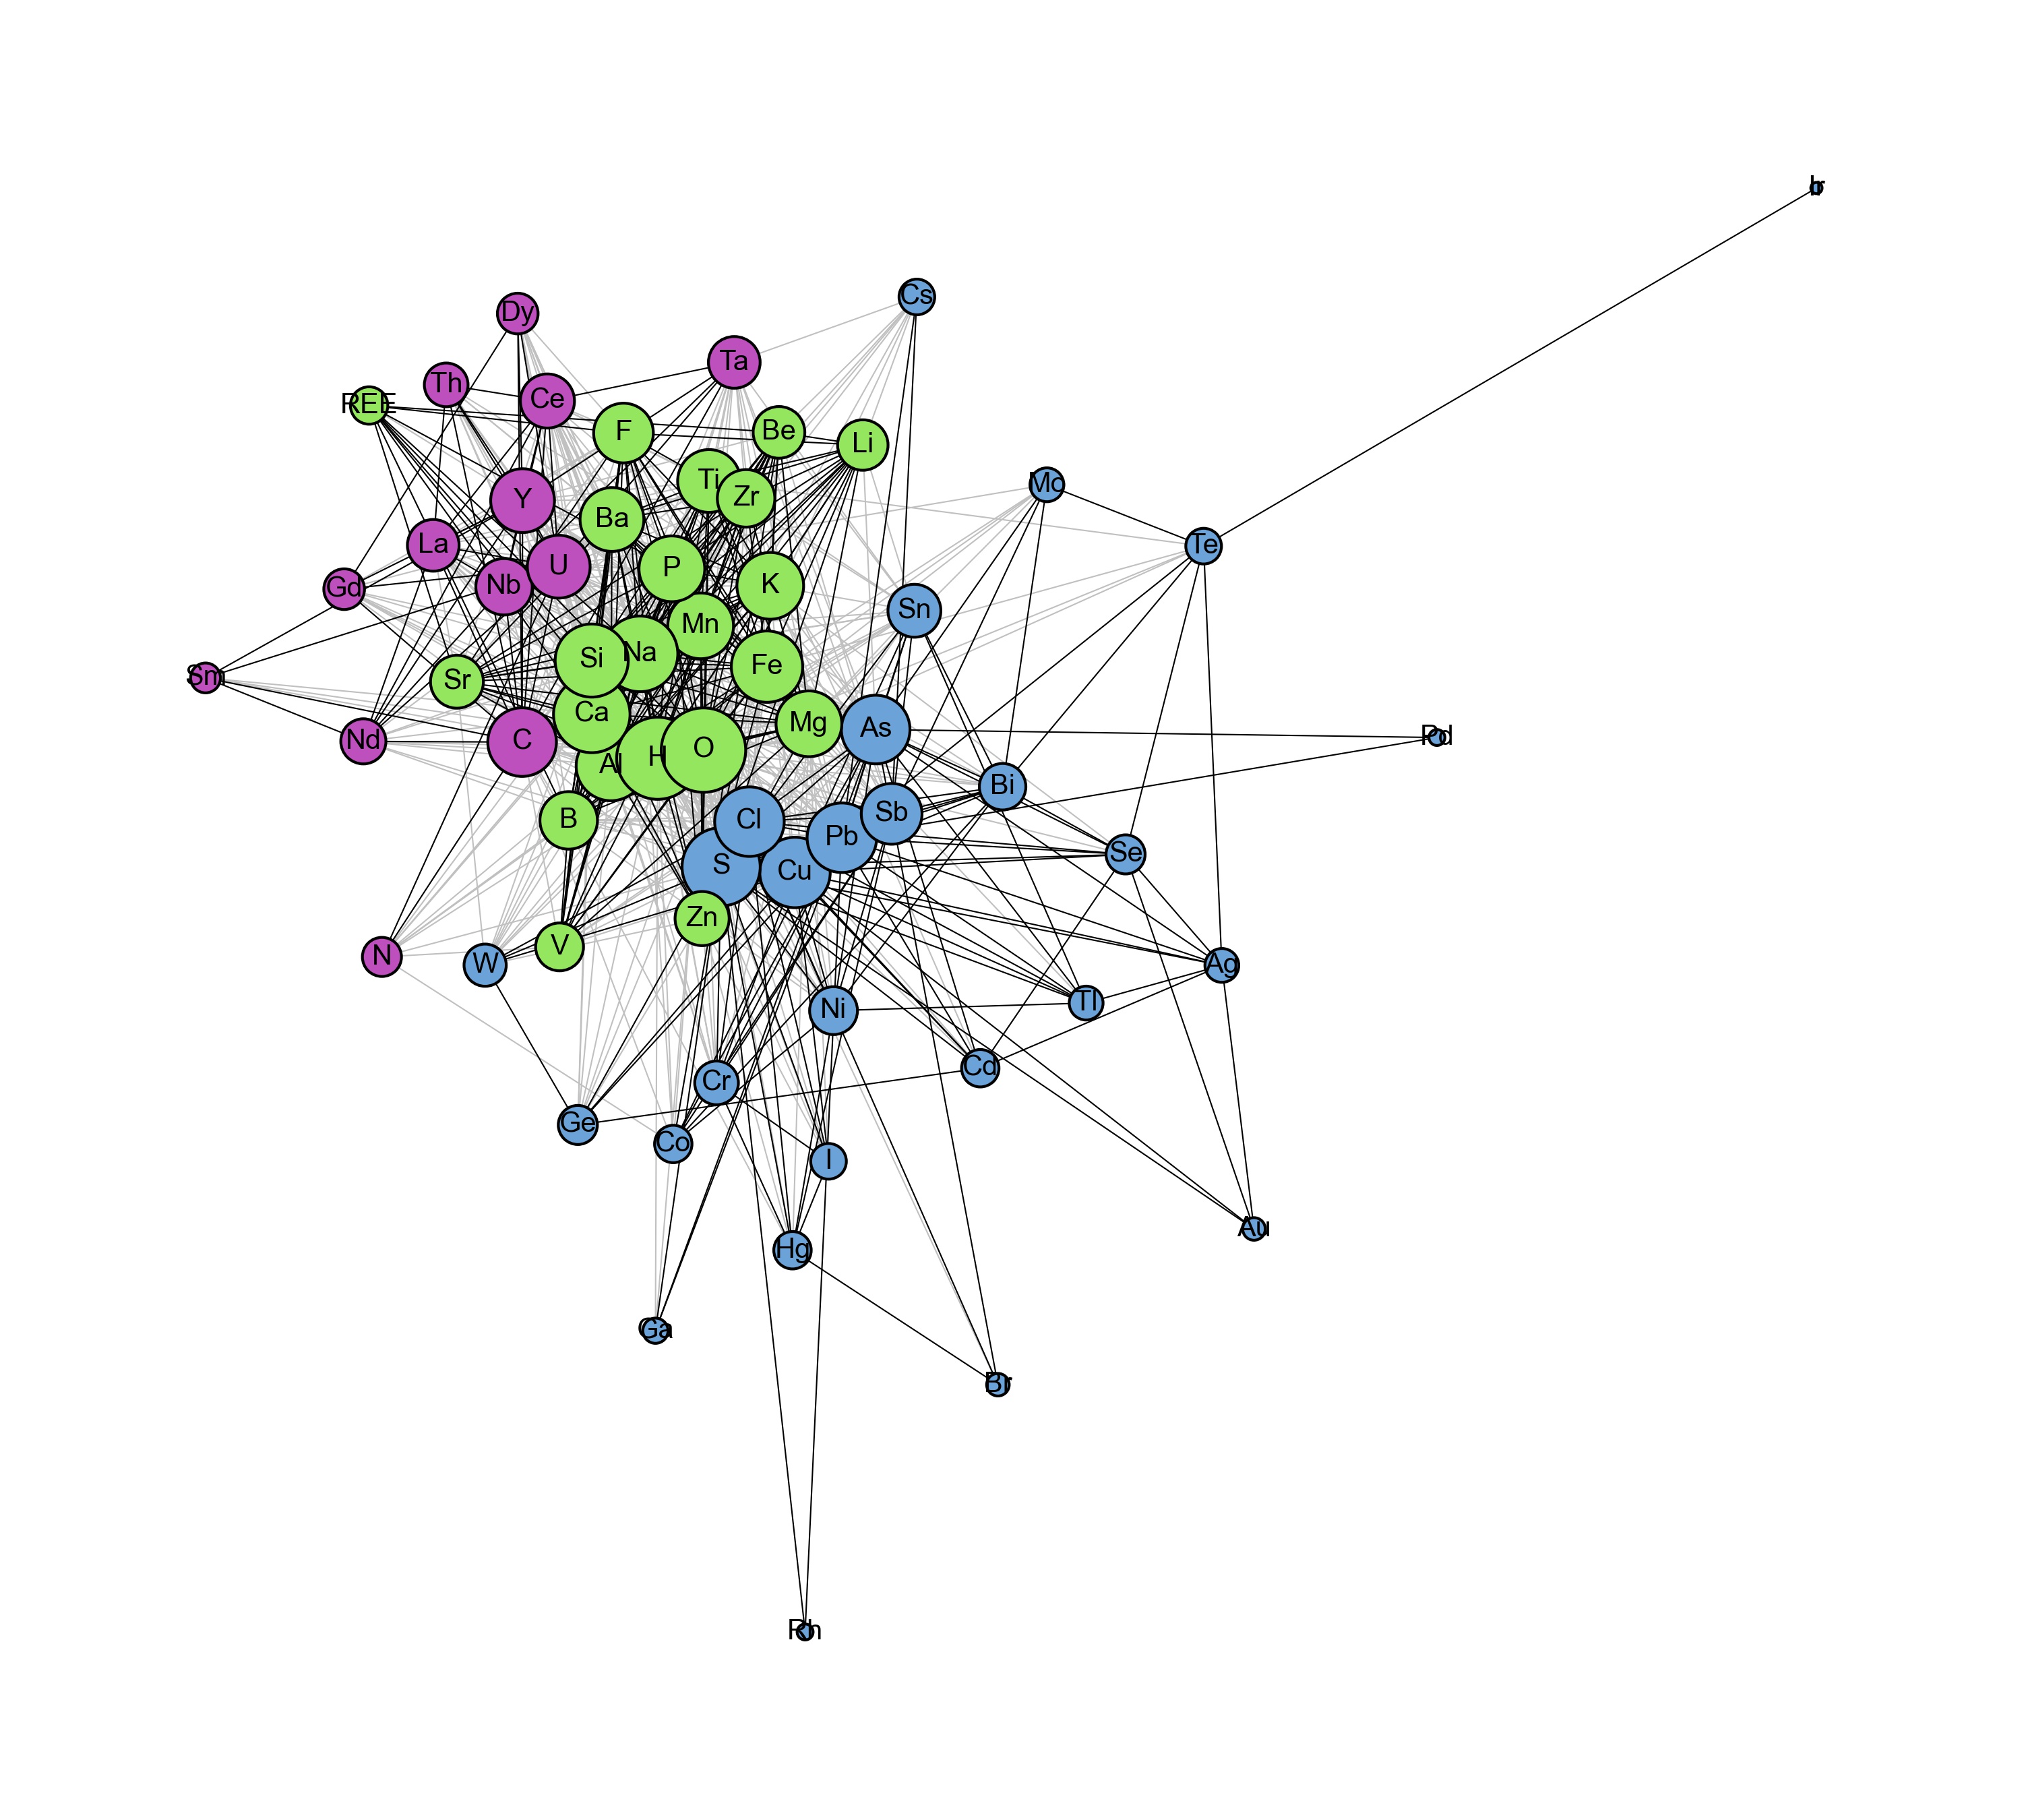 Ir
Cs
Dy
Ta
Th
Ce
REE
F
Be
Li
Ti
Zr
Mo
Y
Ba
La
Te
U
P
Nb
K
Gd
Sn
Mn
Na
Si
Fe
Sm
Sr
Ca
Mg
As
C
Nd
O
H
Al
Pd
Bi
Sb
Cl
B
Pb
Se
S
Cu
Zn
V
N
W
Ag
Tl
Ni
Cd
Cr
Ge
Co
I
Au
Hg
Ga
Br
Rh